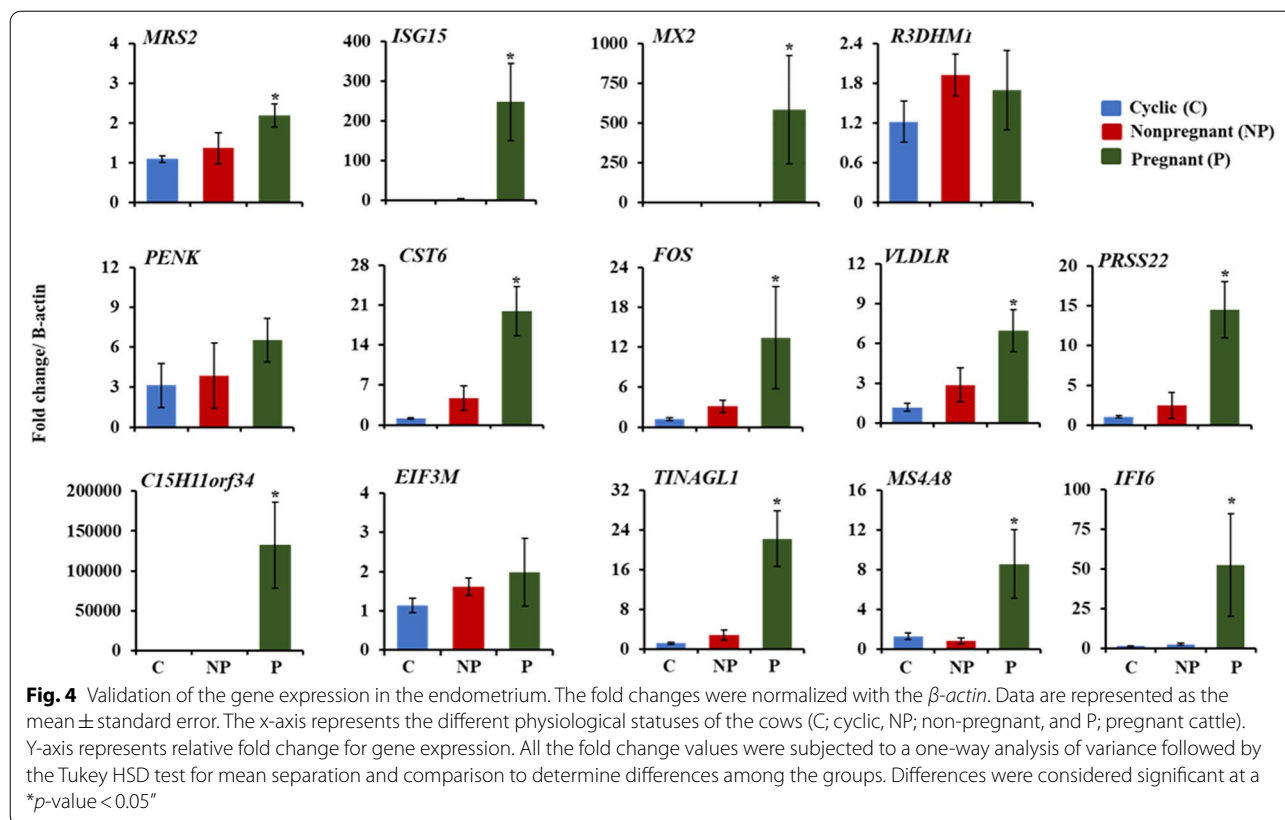 MRS2
4
3
2
1
0
*
ISG15
400
300
200
100
0
*
MX2
1000
750
500
250
0
*
R3DHM1
2.4
1.8
1.2
0.6
0
Cyclic (C)
Nonpregnant (NP)
Pregnant (P)
Fold change/ B-actin
PENK
12
9
6
3
0
CST6
28
21
14
7
0
*
FOS
24
18
12
6
0
*
VLDLR
12
9
6
3
0
*
PRSS22
20
15
10
5
0
*
C15H11orf34
200000
150000
100000
50000
0
*
C NP P
EIF3M
4
3
2
1
0
C NP P
TINAGL1
32
24
16
8
0
*
C NP P
MS4A8
16
12
8
4
0
*
C NP P
IFI6
100
75
50
25
0
*
C NP P
Fig. 4 Validation of the gene expression in the endometrium. The fold changes were normalized with the β-actin. Data are represented as the
mean ± standard error. The x-axis represents the different physiological statuses of the cows (C; cyclic, NP; non-pregnant, and P; pregnant cattle).
Y-axis represents relative fold change for gene expression. All the fold change values were subjected to a one-way analysis of variance followed by
the Tukey HSD test for mean separation and comparison to determine differences among the groups. Differences were considered significant at a
*p-value < 0.05”